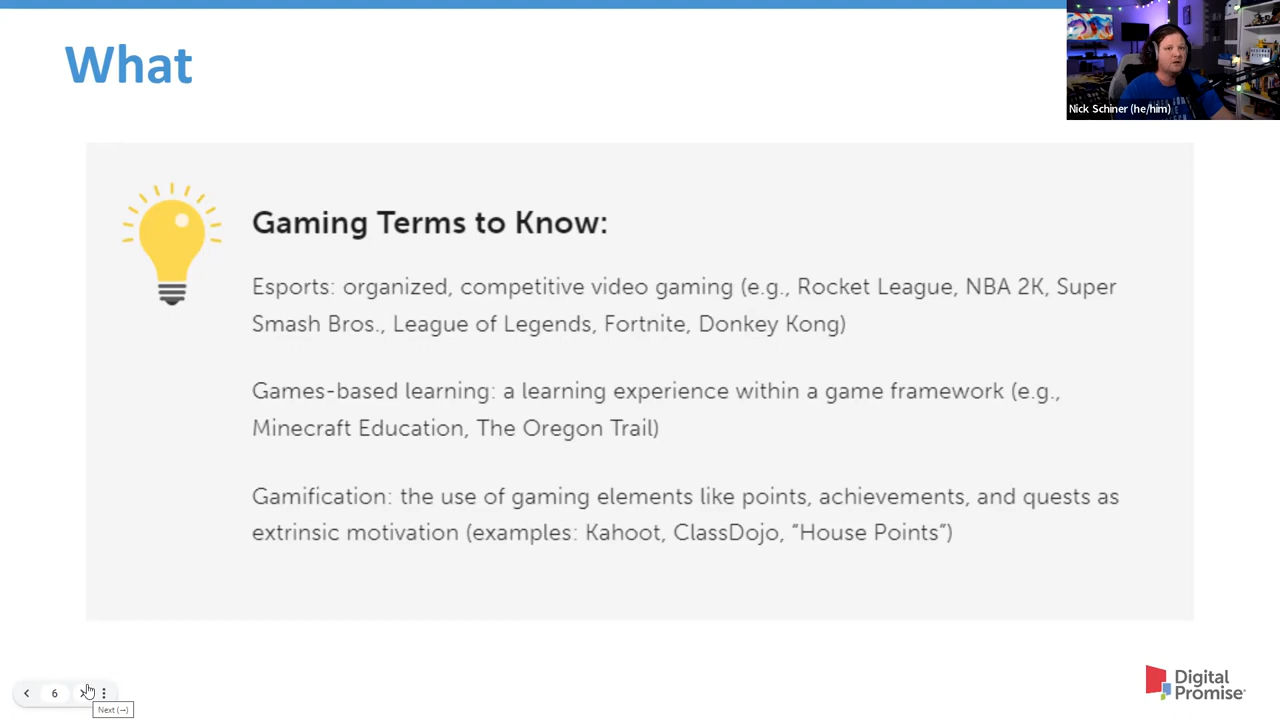 What
Nick Schiner (he/him)
Gaming Terms to Know:
Esports: organized, competitive video gaming (e.g., Rocket League, NBA 2K, Super
Smash Bros., League of Legends, Fortnite, Donkey Kong)
Games-based learning: a learning experience within a game framework (e.g.,
Minecraft Education, The Oregon Trail)
Gamification: the use of gaming elements like points, achievements, and quests as
extrinsic motivation (examples: Kahoot, ClassDojo, “House Points”)
6
Next (→)
Digital
Promise